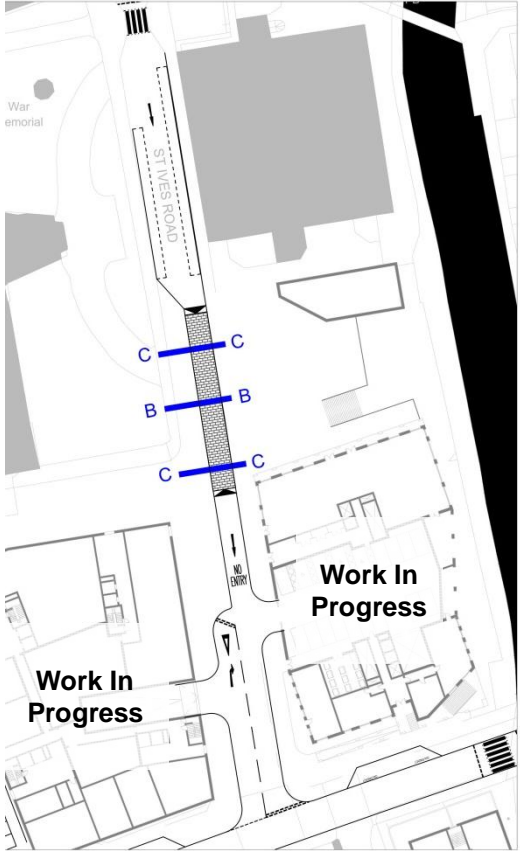 War
emorial
ST IVES ROAD
C C
B B
C C
NO
ENTRY
Work In
Progress
Work In
Progress